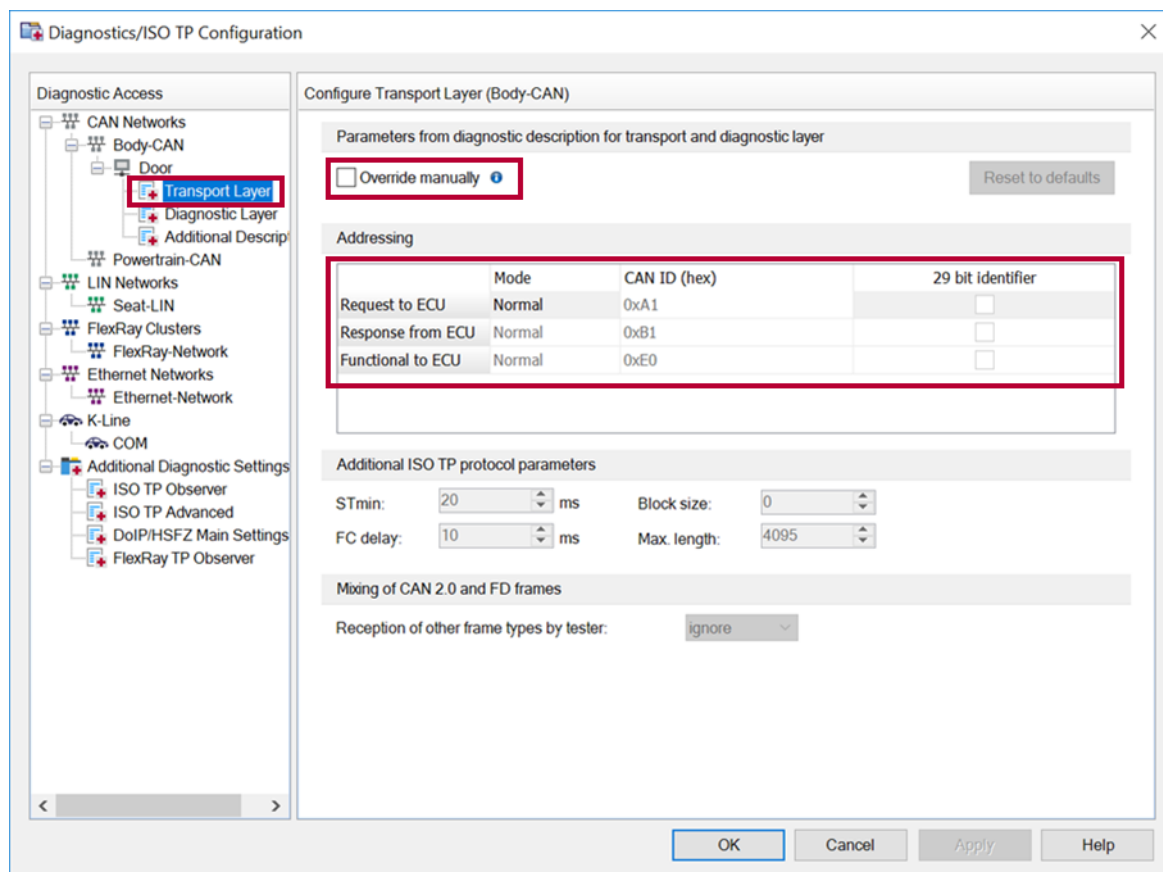 Diagnostics/ISO TP Configuration
Diagnostic Access
CAN Networks
Body-CAN
Door
Transport Layer
Diagnostic Layer
Additional Descript
Powertrain-CAN
LIN Networks
Seat-LIN
FlexRay Clusters
FlexRay-Network
Ethernet Networks
Ethernet-Network
K-Line
COM
Additional Diagnostic Settings
ISO TP Observer
ISO TP Advanced
DoIP/HSFZ Main Settings
FlexRay TP Observer
Configure Transport Layer (Body-CAN)
Parameters from diagnostic description for transport and diagnostic layer
Override manually
Reset to defaults
Addressing
Mode CAN ID (hex) 29 bit identifier
Request to ECU Normal 0xA1
Response from ECU Normal 0xB1
Functional to ECU Normal 0xE0
Additional ISO TP protocol parameters
STmin: 20 ms Block size: 0
FC delay: 10 ms Max. length: 4095
Mixing of CAN 2.0 and FD frames
Reception of other frame types by tester: ignore
OK Cancel Apply Help